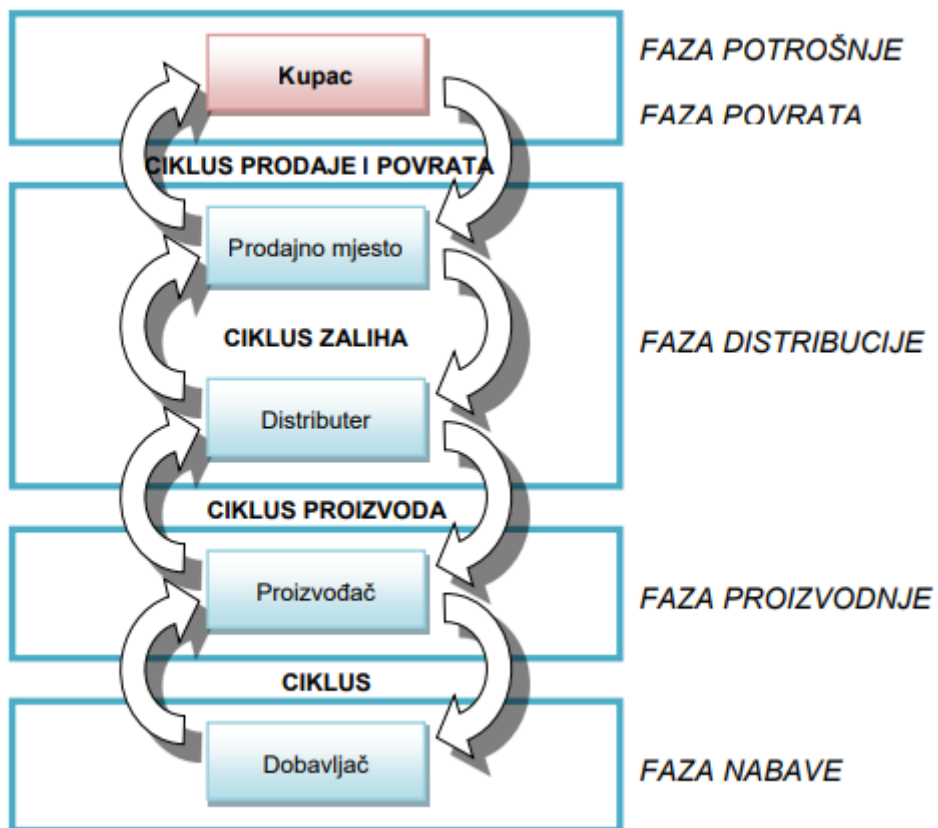 Kupac
FAZA POTROŠNJE
FAZA POVRATA
CIKLUS PRODAJE I POVRATA
Prodajno mjesto
CIKLUS ZALIHA
FAZA DISTRIBUCIJE
Distributer
CIKLUS PROIZVODA
Proizvođač
FAZA PROIZVODNJE
CIKLUS
Dobavljač
FAZA NABAVE